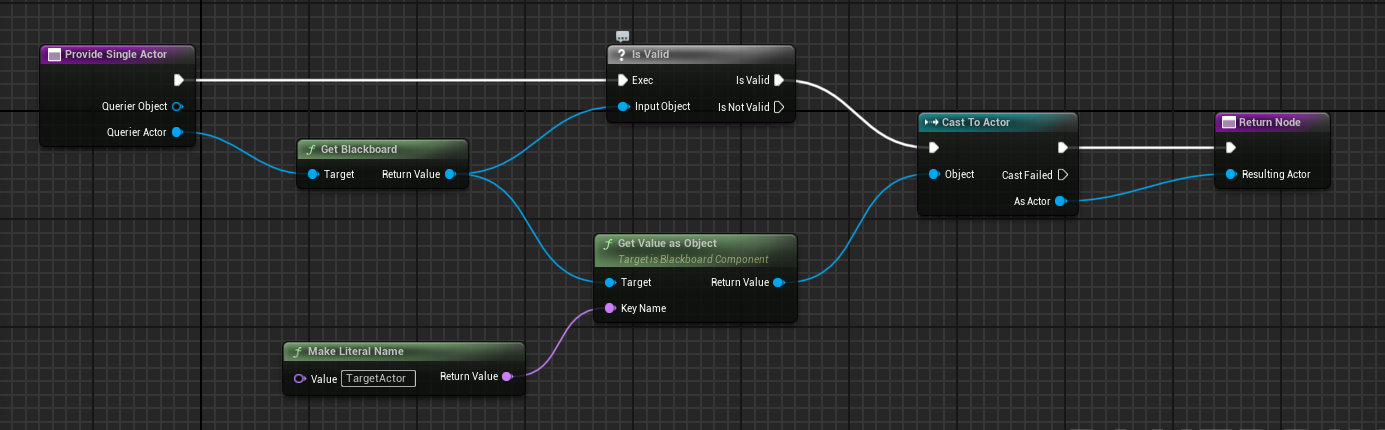 Provide Single Actor
Querier Object
Querier Actor
Get Blackboard
Target Return Value
? Is Valid
Exec Is Valid
Input Object Is Not Valid
Get Value as Object
Target is Blackboard Component
Target Return Value
Key Name
Make Literal Name
Value TargetActor Return Value
Cast To Actor
Object Cast Failed
As Actor
Return Node
Resulting Actor